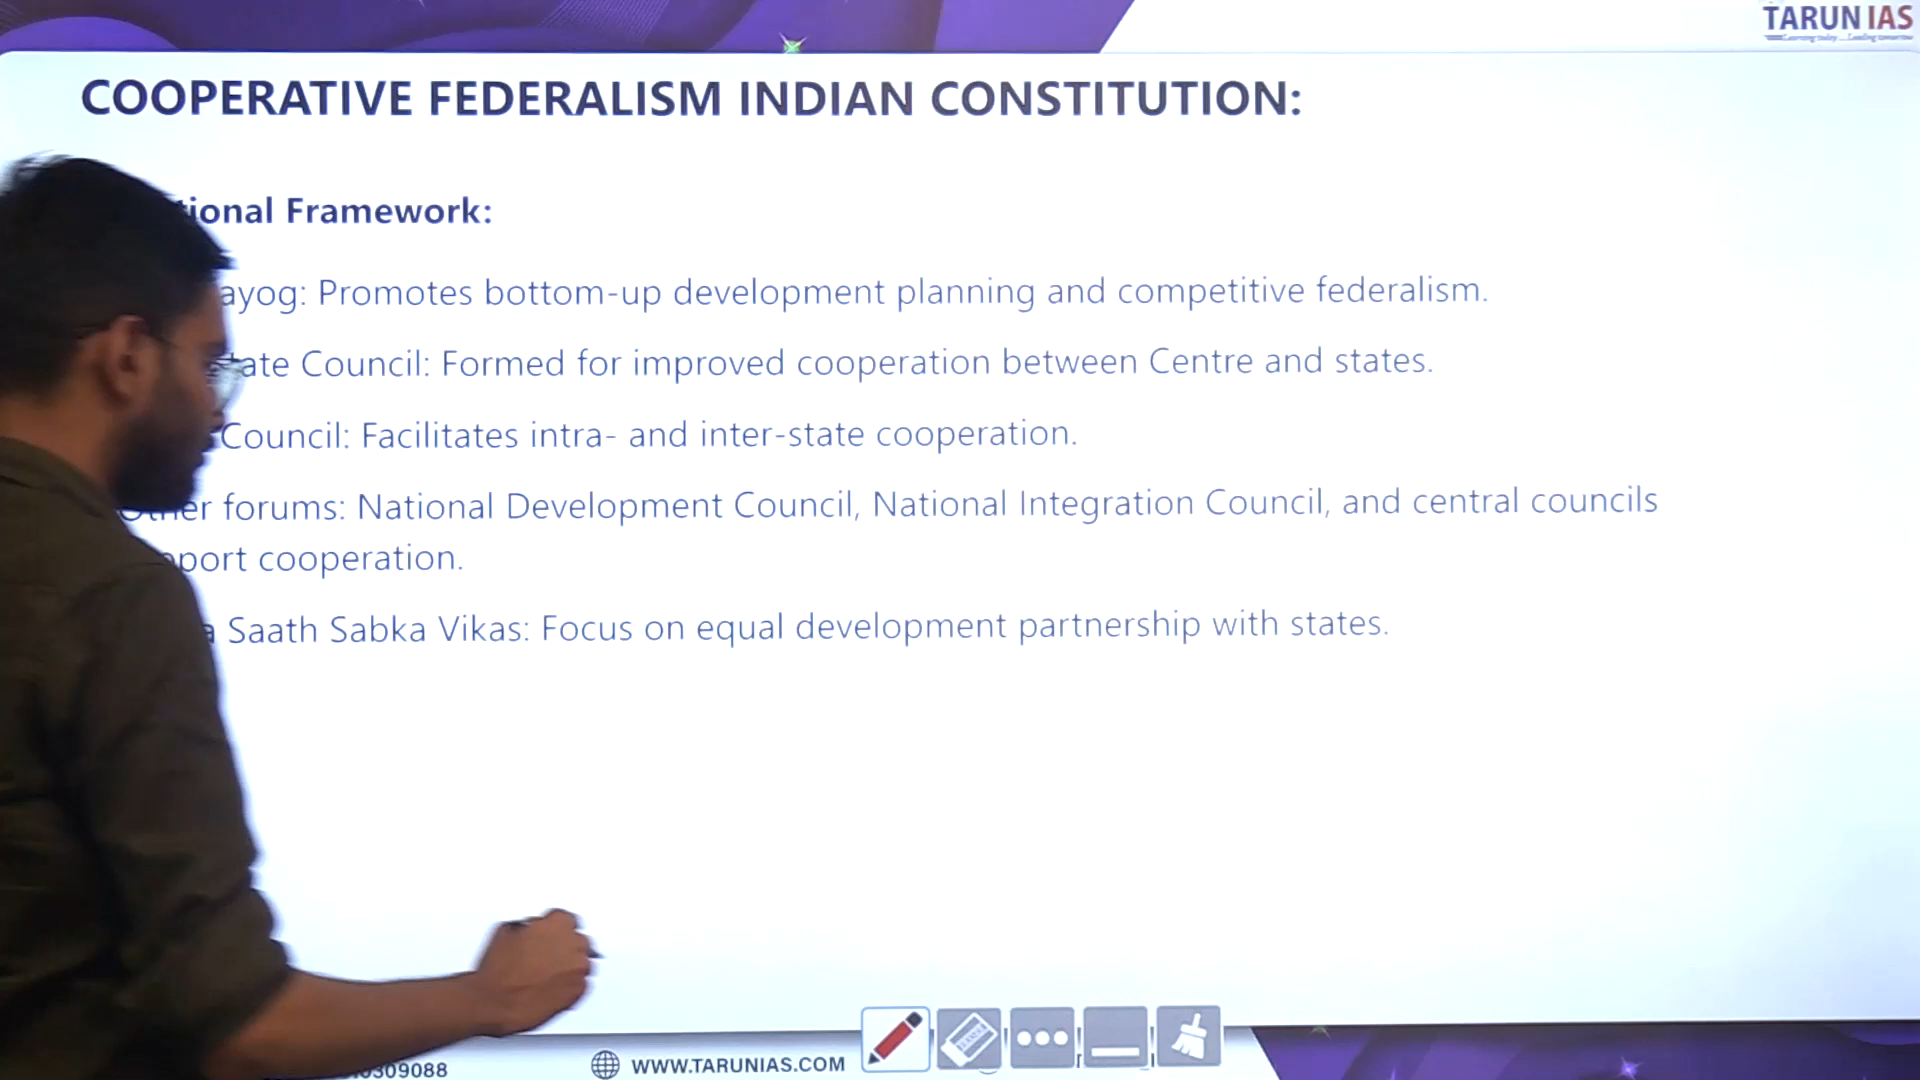 TARUN IAS
COOPERATIVE FEDERALISM INDIAN CONSTITUTION:
tional Framework:
ayog: Promotes bottom-up development planning and competitive federalism.
tate Council: Formed for improved cooperation between Centre and states.
Council: Facilitates intra- and inter-state cooperation.
Other forums: National Development Council, National Integration Council, and central councils
port cooperation.
a Saath Sabka Vikas: Focus on equal development partnership with states.
309088
WWW.TARUNIAS.COM